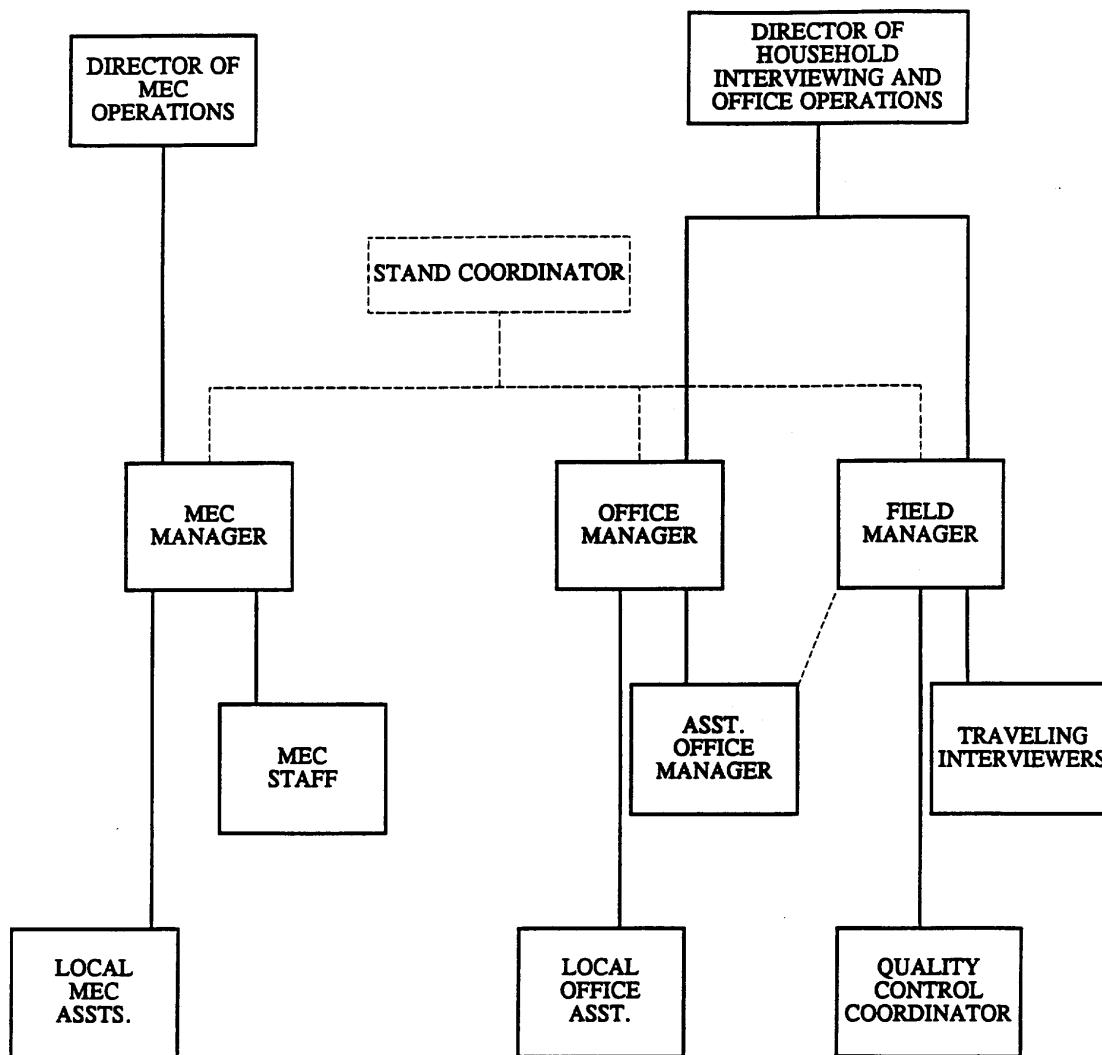 DIRECTOR OF
MEC
OPERATIONS
DIRECTOR OF
HOUSEHOLD
INTERVIEWING AND
OFFICE OPERATIONS
STAND COORDINATOR
MEC
MANAGER
OFFICE
MANAGER
FIELD
MANAGER
MEC
STAFF
ASST.
OFFICE
MANAGER
TRAVELING
INTERVIEWERS
LOCAL
MEC
ASSTS.
LOCAL
OFFICE
ASST.
QUALITY
CONTROL
COORDINATOR